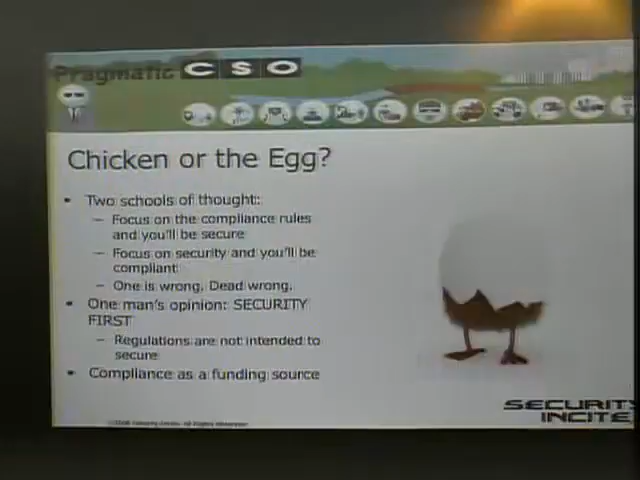 Pragmatic CSO
Chicken or the Egg?
• Two schools of thought:
– Focus on the compliance rules
and you'll be secure
– Focus on security and you'll be
compliant
– One is wrong. Dead wrong.
• One man's opinion: SECURITY
FIRST
– Regulations are not intended to
secure
• Compliance as a funding source
SECURITY
INCITE